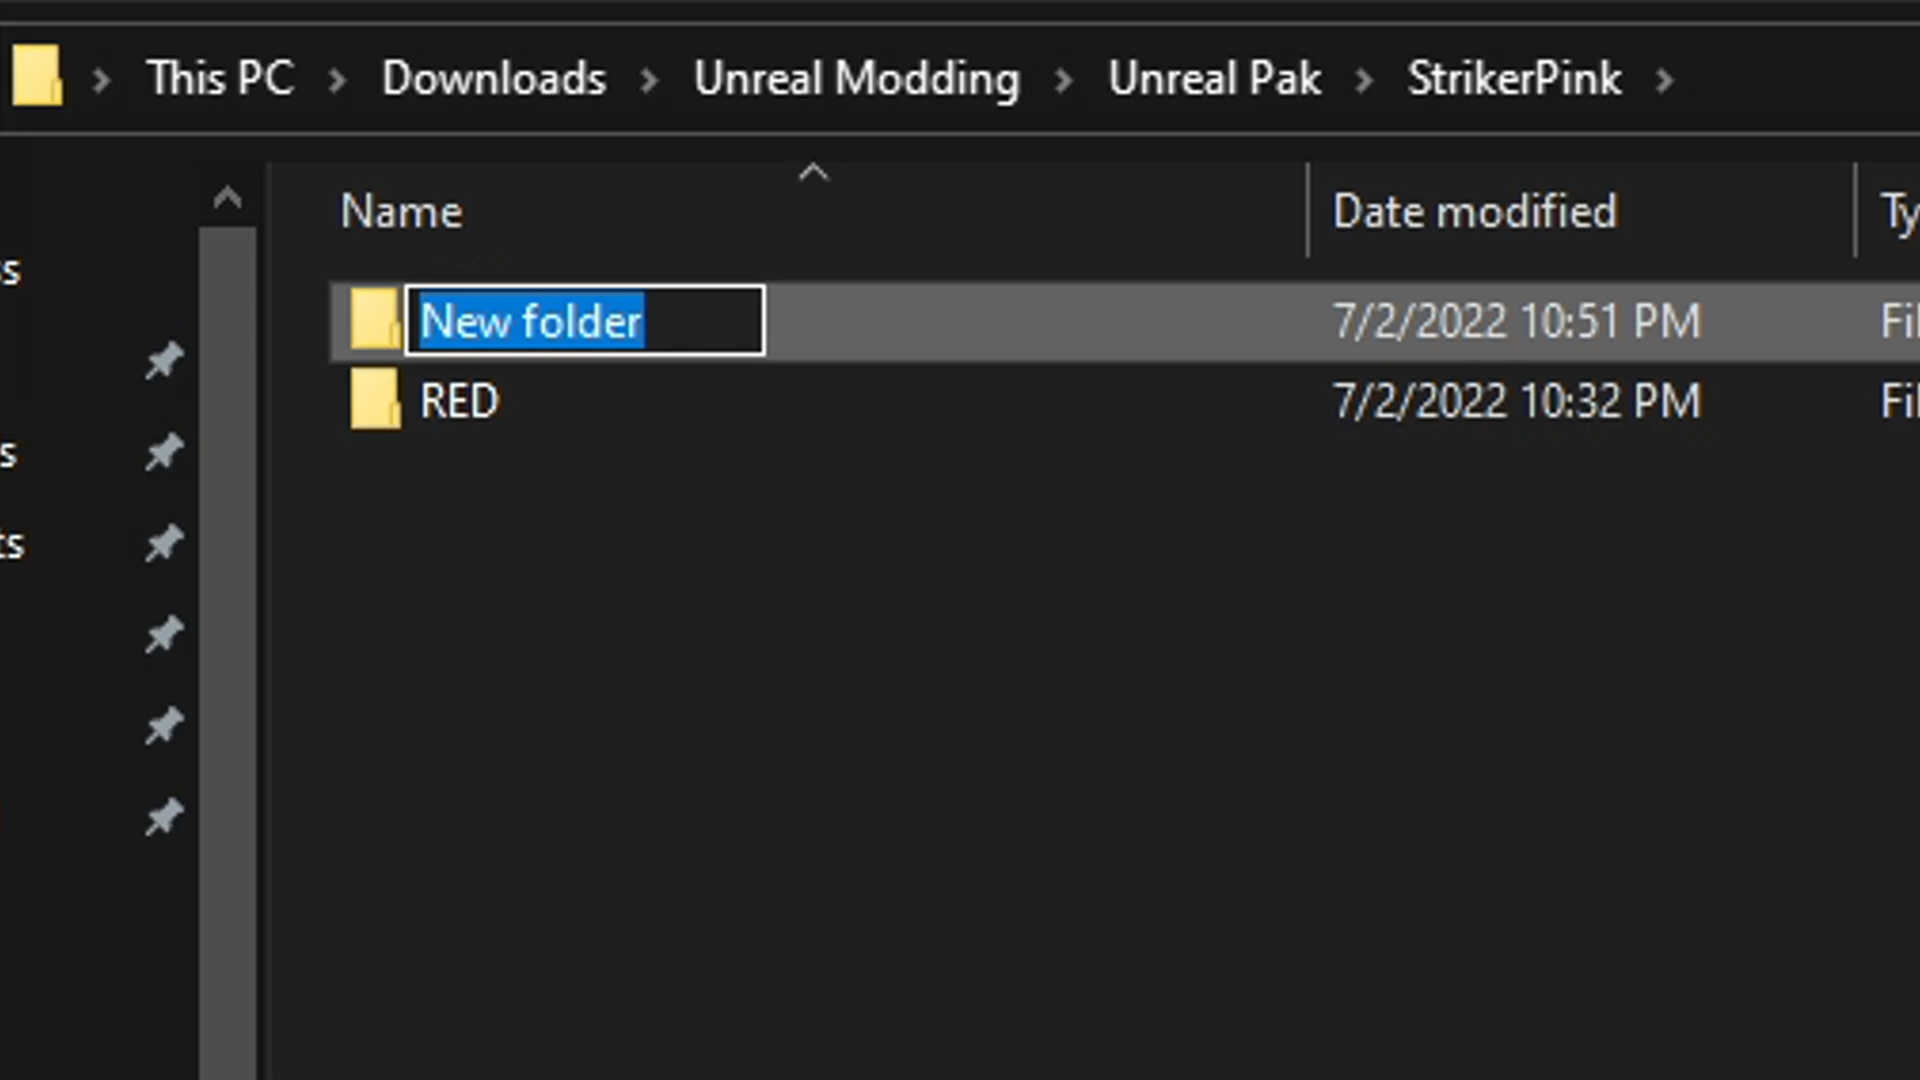 This PC > Downloads > Unreal Modding > Unreal Pak > StrikerPink >
Name Date modified
New folder 7/2/2022 10:51 PM
RED 7/2/2022 10:32 PM